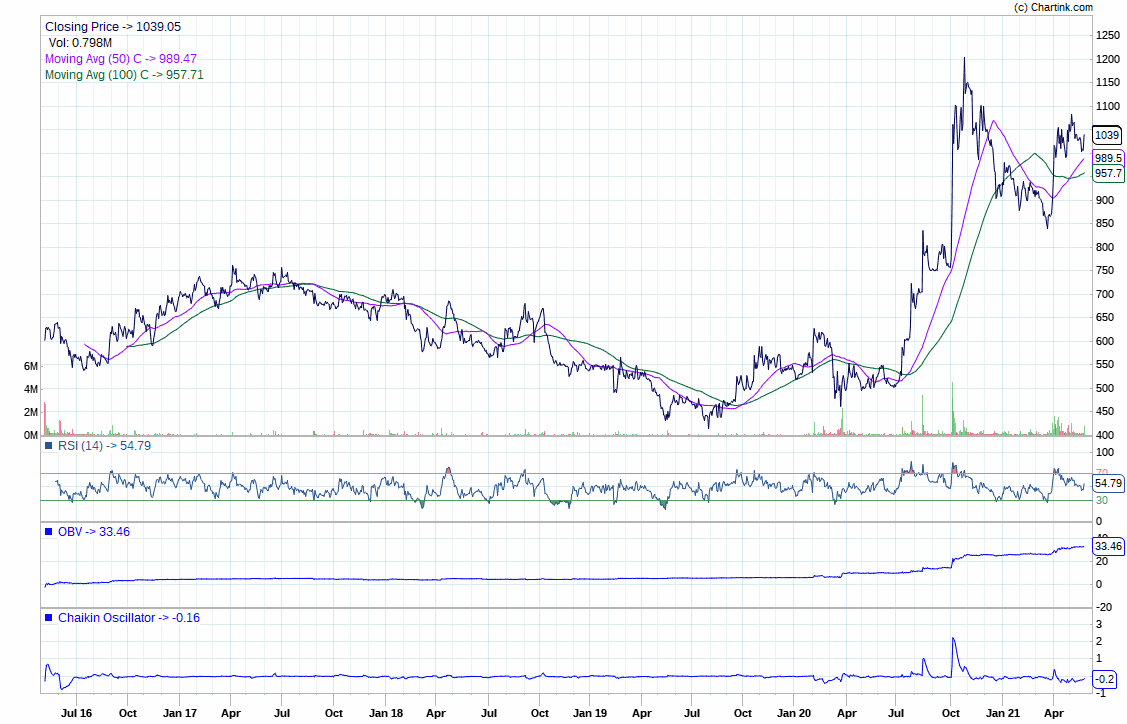 (c) Chartink.com
Closing Price -> 1039.05
Vol: 0.798M
Moving Avg (50) C -> 989.47
Moving Avg (100) C -> 957.71
1250
1200
1150
1100
1039
989.5
957.7
900
850
800
750
700
650
600
550
500
450
400
6M
4M
2M
0M
RSI (14) -> 54.79
100
70
54.79
30
0
OBV -> 33.46
40
33.46
20
0
-20
Chaikin Oscillator -> -0.16
3
2
1
-0.2
-1
Jul 16 Oct Jan 17 Apr Jul Oct Jan 18 Apr Jul Oct Jan 19 Apr Jul Oct Jan 20 Apr Jul Oct Jan 21 Apr